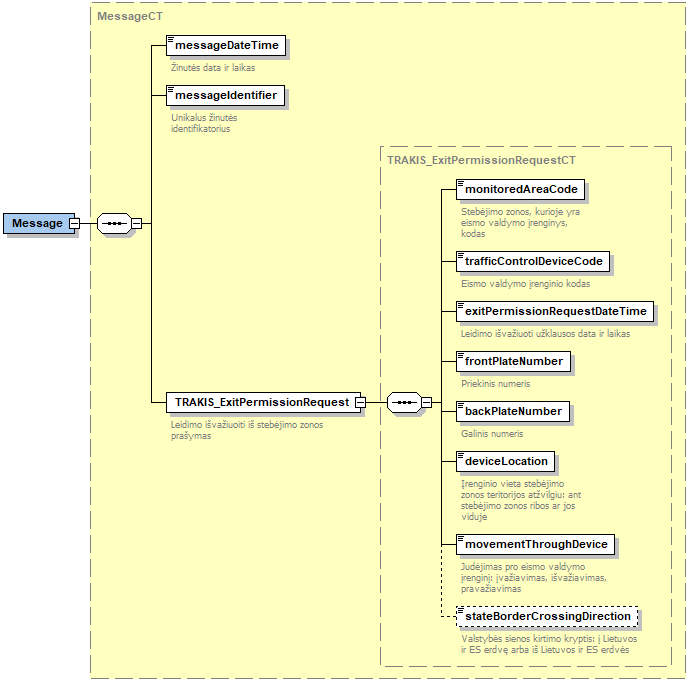 MessageCT
messageDateTime
Žinutės data ir laikas
messageIdentifier
Unikalus žinutės
identifikatorius
Message
TRAKIS_ExitPermissionRequest
Leidimo išvažiuoiti iš stebėjimo zonos
prašymas
TRAKIS_ExitPermissionRequestCT
monitoredAreaCode
Stebėjimo zonos, kurioje yra
eismo valdymo įrenginys,
kodas
trafficControlDeviceCode
Eismo valdymo įrenginio kodas
exitPermissionRequestDateTime
Leidimo išvažiuoti užklausos data ir laikas
frontPlateNumber
Priekinis numeris
backPlateNumber
Galinis numeris
deviceLocation
Įrenginio vieta stebėjimo
zonos teritorijos atžvilgiu: ant
stebėjimo zonos ribos ar jos
viduje
movementThroughDevice
Judėjimas pro eismo valdymo
įrenginį: įvažiavimas, išvažiavimas,
pravažiavimas
stateBorderCrossingDirection
Valstybės sienos kirtimo kryptis: į Lietuvos
ir ES erdvę arba iš Lietuvos ir ES erdvės